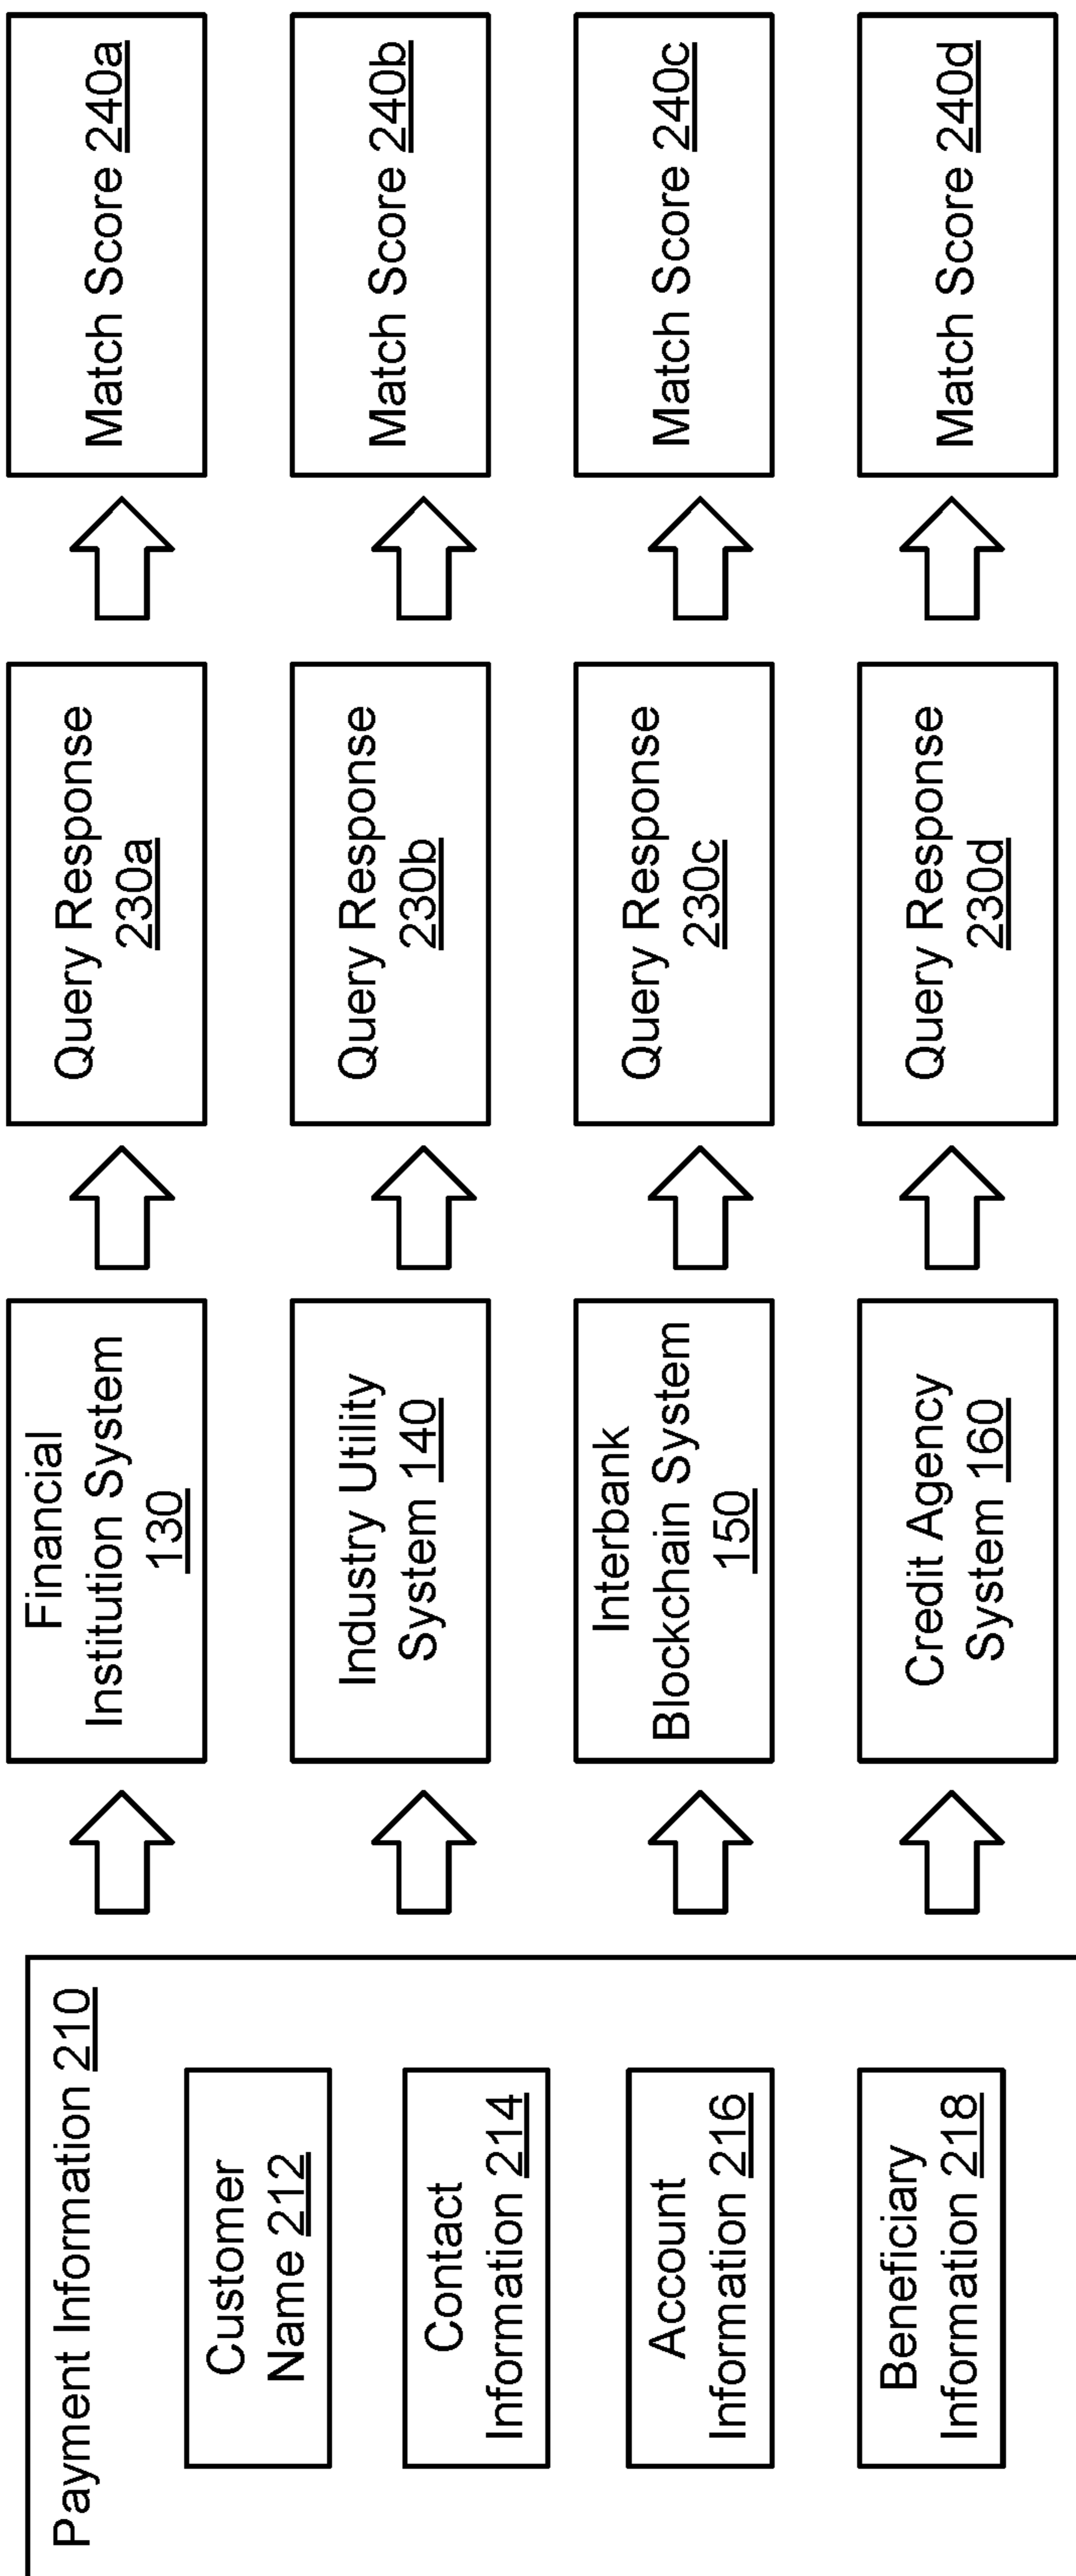 Payment Information 210
Customer
Name 212
Contact
Information 214
Account
Information 216
Beneficiary
Information 218
Financial
Institution System
130
Query Response
230a
Match Score 240a
Industry Utility
System 140
Query Response
230b
Match Score 240b
Interbank
Blockchain System
150
Query Response
230c
Match Score 240c
Credit Agency
System 160
Query Response
230d
Match Score 240d